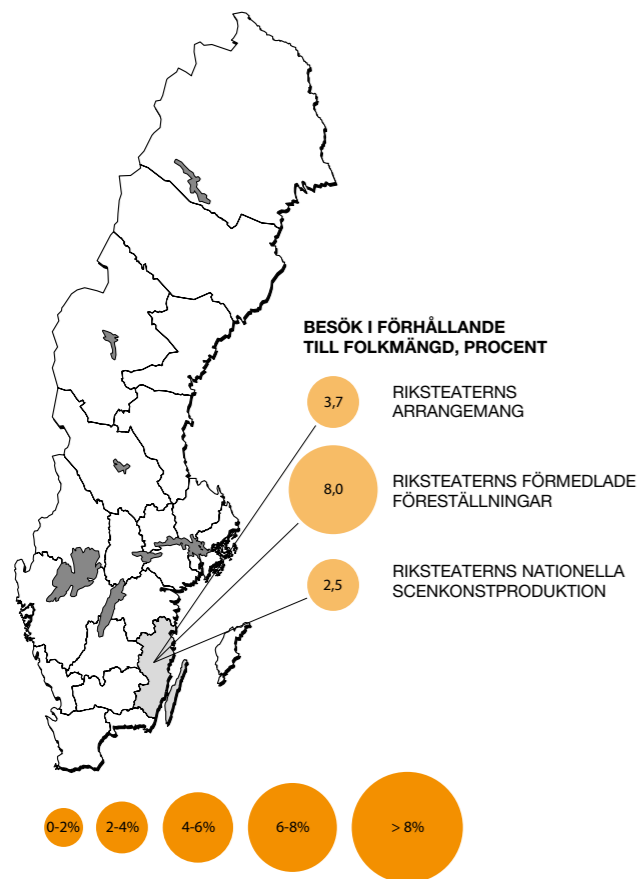 BESÖK I FÖRHÅLLANDE
TILL FOLKMÄNGD, PROCENT
3,7
RIKSTEATERNS
ARRANGEMANG
8,0
RIKSTEATERNS FÖRMEDLADE
FÖRESTÄLLNINGAR
2,5
RIKSTEATERNS NATIONELLA
SCENKONSTPRODUKTION
0-2%
2-4%
4-6%
6-8%
> 8%